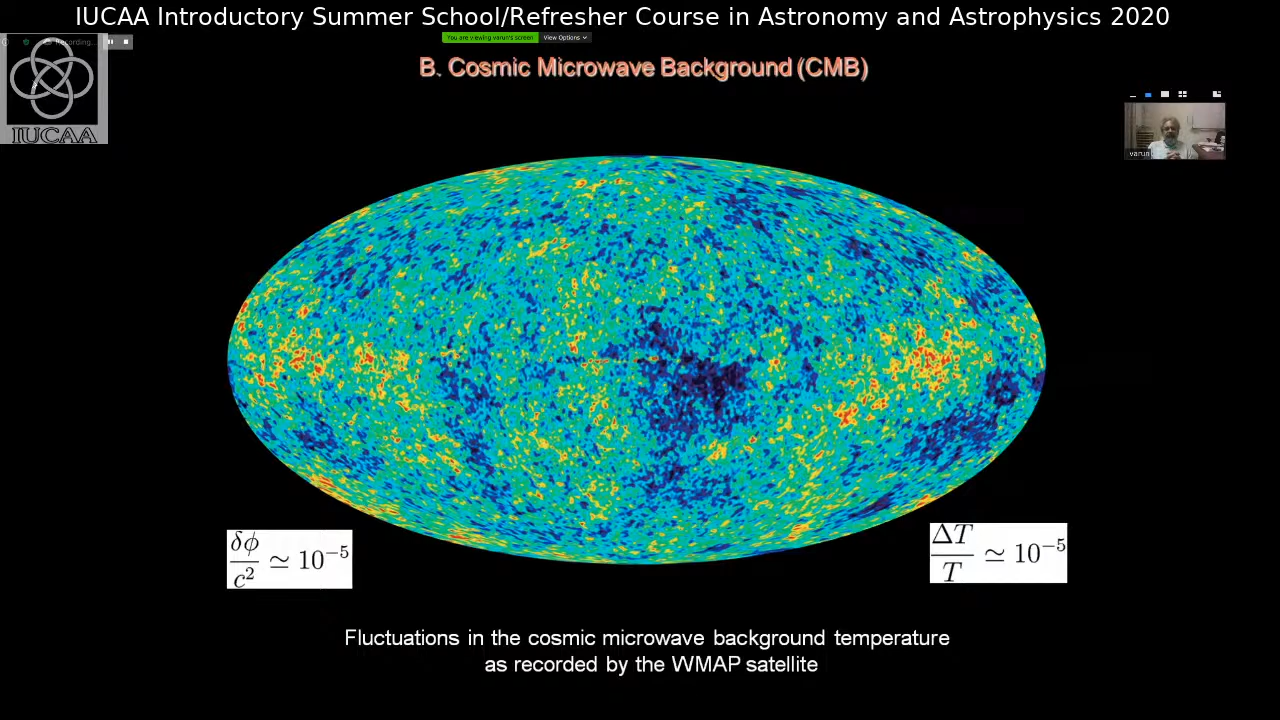 IUCAA Introductory Summer School/Refresher Course in Astronomy and Astrophysics 2020
Recording...
You are viewing varun's screen View Options
B. Cosmic Microwave Background (CMB)
IUCAA
varun
δϕ/c² ≃ 10⁻⁵
ΔT/T ≃ 10⁻⁵
Fluctuations in the cosmic microwave background temperature
as recorded by the WMAP satellite